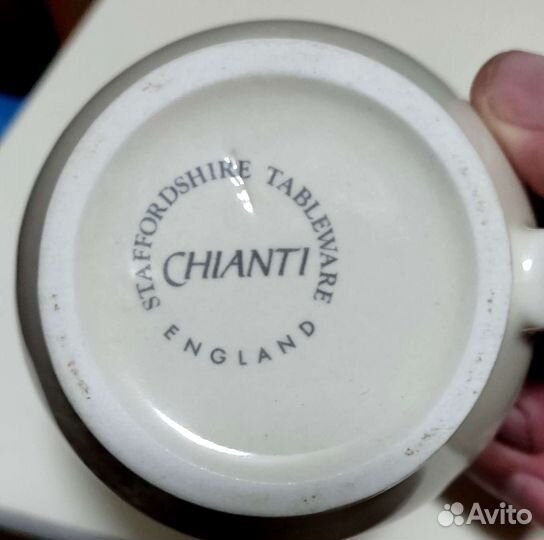 STAFFORDSHIRE TABLEWARE
CHIANTI
ENGLAND
Avito